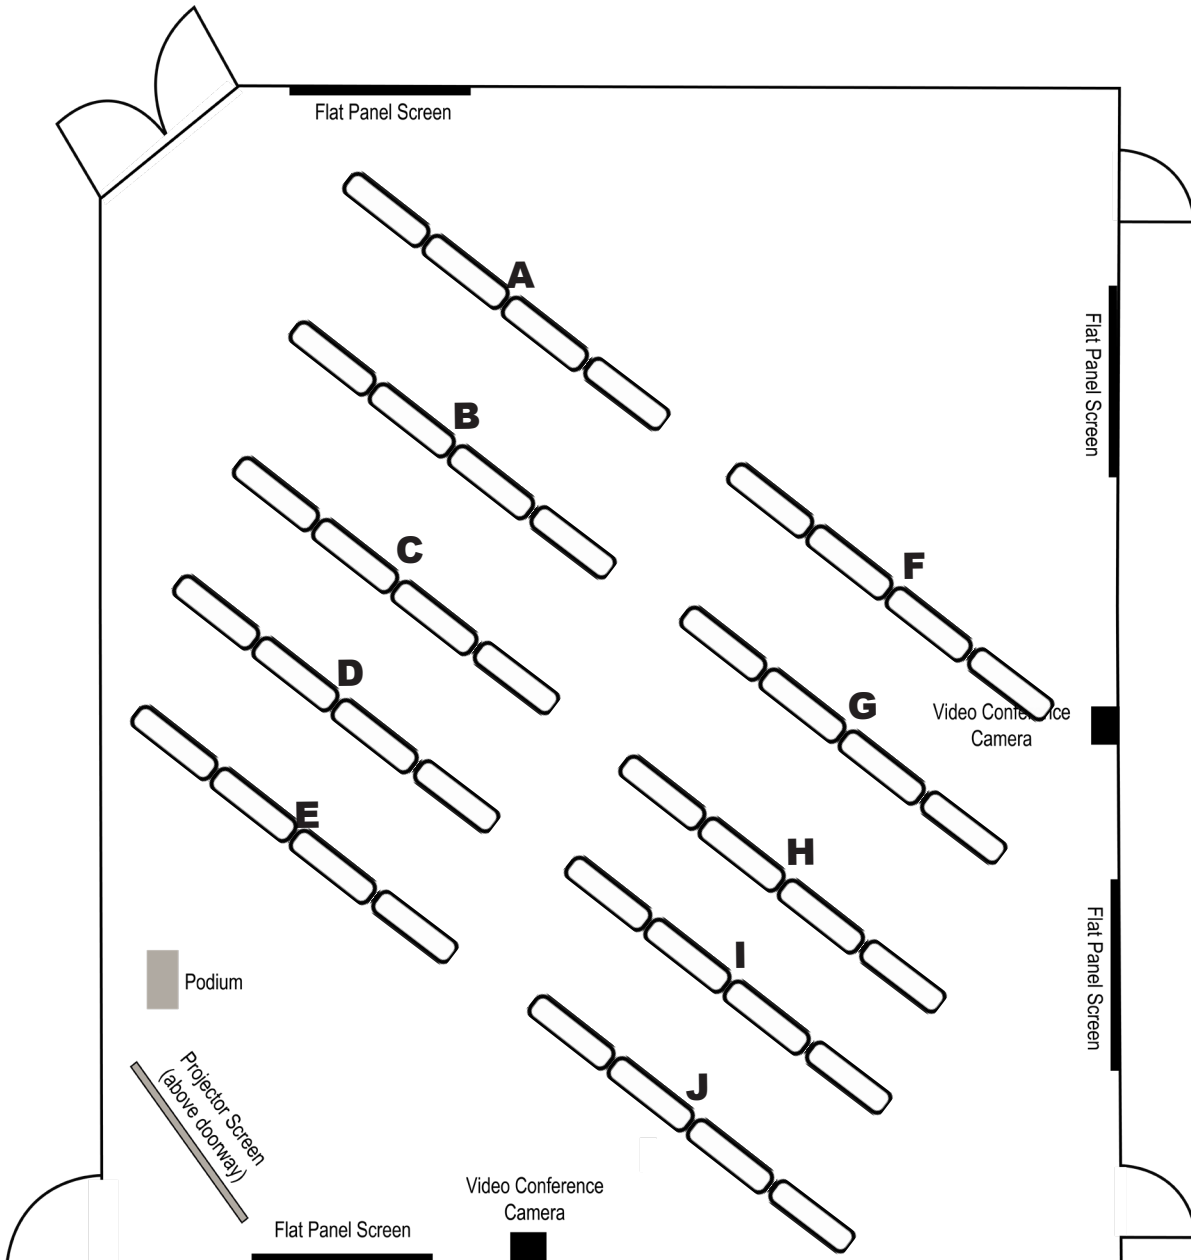 Flat Panel Screen
A
Flat Panel Screen
B
C
F
D
G
Video Conference
Camera
E
H
Flat Panel Screen
I
Podium
Projector Screen
(above doorway)
J
Video Conference
Camera
Flat Panel Screen